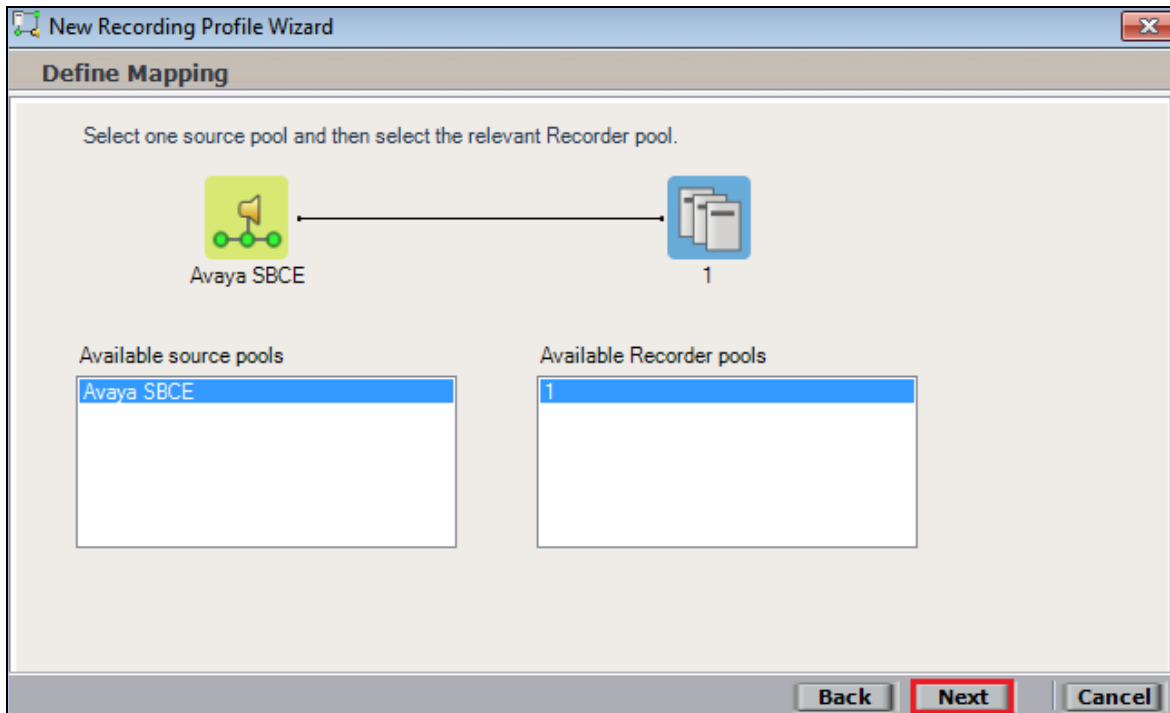 New Recording Profile Wizard
Define Mapping
Select one source pool and then select the relevant Recorder pool.
Avaya SBCE
1
Available source pools
Available Recorder pools
Avaya SBCE
1
Back
Next
Cancel